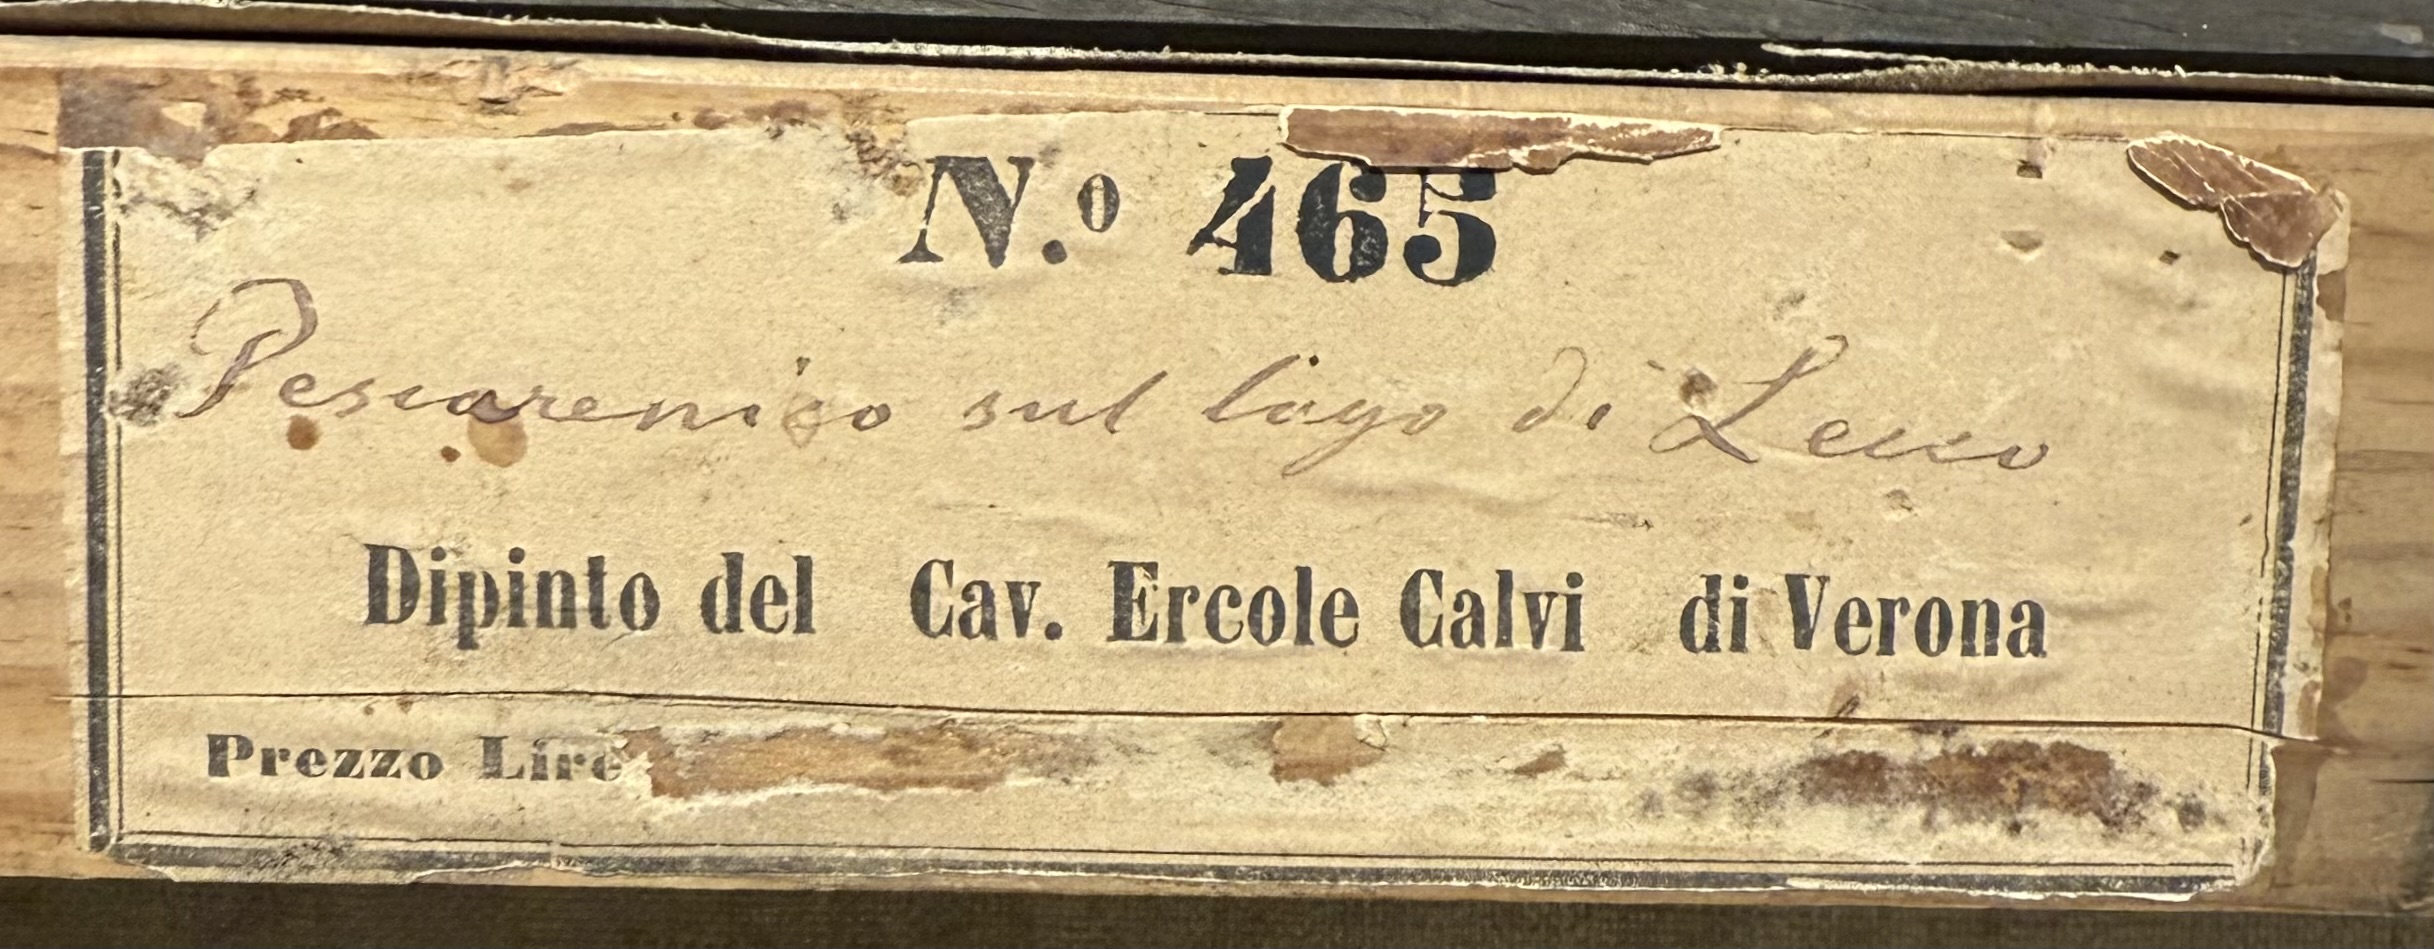 N.º 465
Pescarenico sul lago di Lecco
Dipinto del Cav. Ercole Calvi di Verona
Prezzo Lire